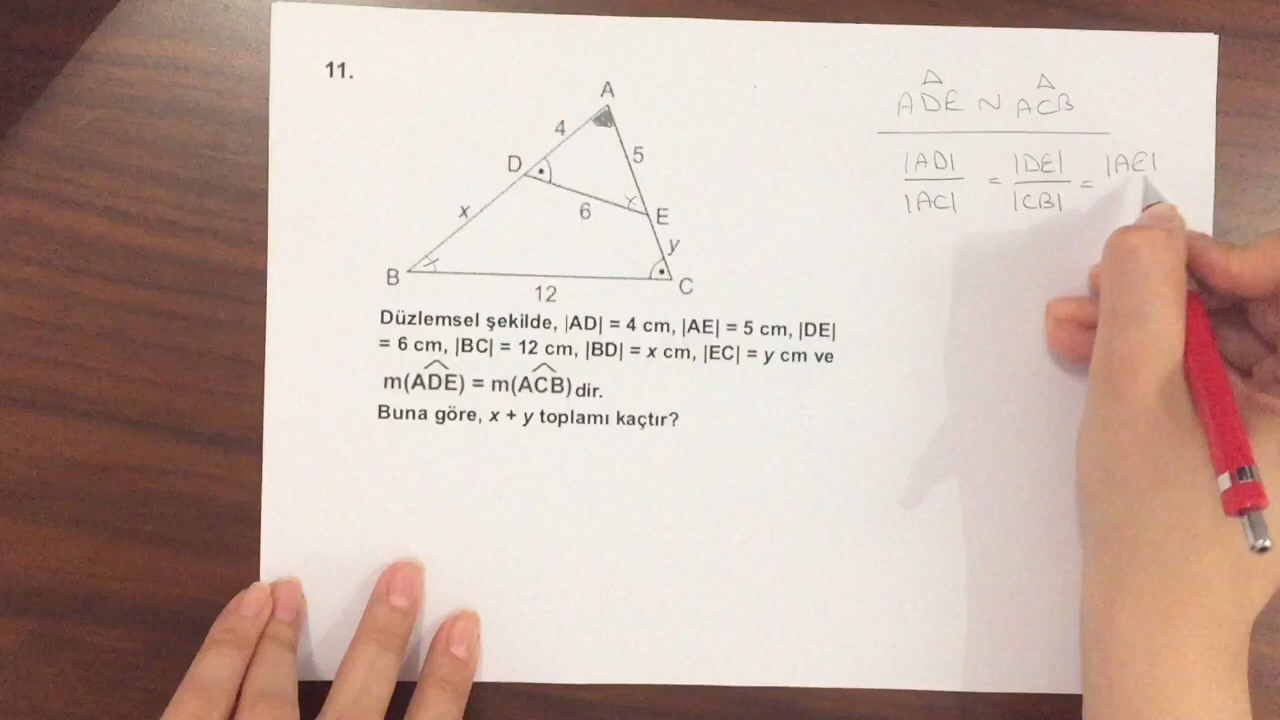 11.
A
4
5
D
6
E
x
y
B
C
12
Düzlemsel şekilde, |AD| = 4 cm, |AE| = 5 cm, |DE|
= 6 cm, |BC| = 12 cm, |BD| = x cm, |EC| = y cm ve
m(ADE) = m(ACB) dir.
Buna göre, x + y toplamı kaçtır?
ADE ~ ACB
|AD| = |DE| = |AE|
|AC| |CB|